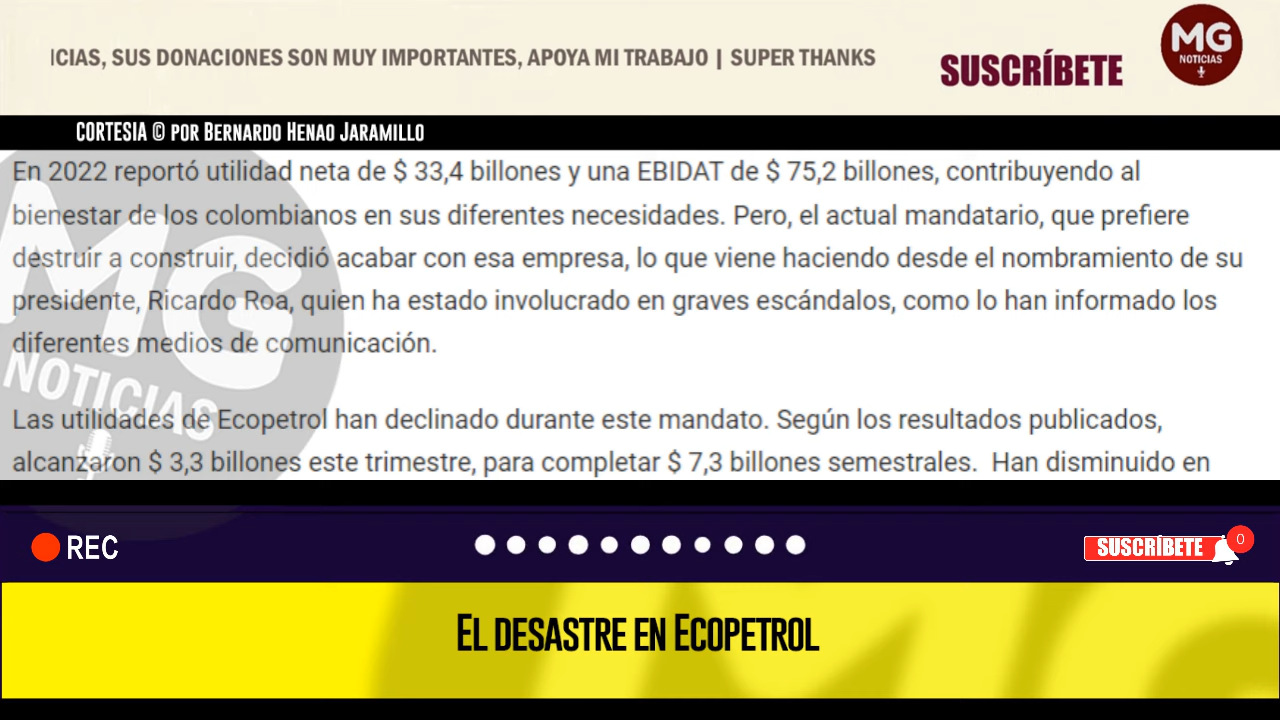 ICIAS, SUS DONACIONES SON MUY IMPORTANTES, APOYA MI TRABAJO | SUPER THANKS
SUSCRÍBETE
MG
NOTICIAS
CORTESIA © POR BERNARDO HENAO JARAMILLO
En 2022 reportó utilidad neta de $ 33,4 billones y una EBIDAT de $ 75,2 billones, contribuyendo al
bienestar de los colombianos en sus diferentes necesidades. Pero, el actual mandatario, que prefiere
destruir a construir, decidió acabar con esa empresa, lo que viene haciendo desde el nombramiento de su
presidente, Ricardo Roa, quien ha estado involucrado en graves escándalos, como lo han informado los
diferentes medios de comunicación.
MG
NOTICIAS
Las utilidades de Ecopetrol han declinado durante este mandato. Según los resultados publicados,
alcanzaron $ 3,3 billones este trimestre, para completar $ 7,3 billones semestrales. Han disminuido en
REC
SUSCRÍBETE
0
EL DESASTRE EN ECOPETROL